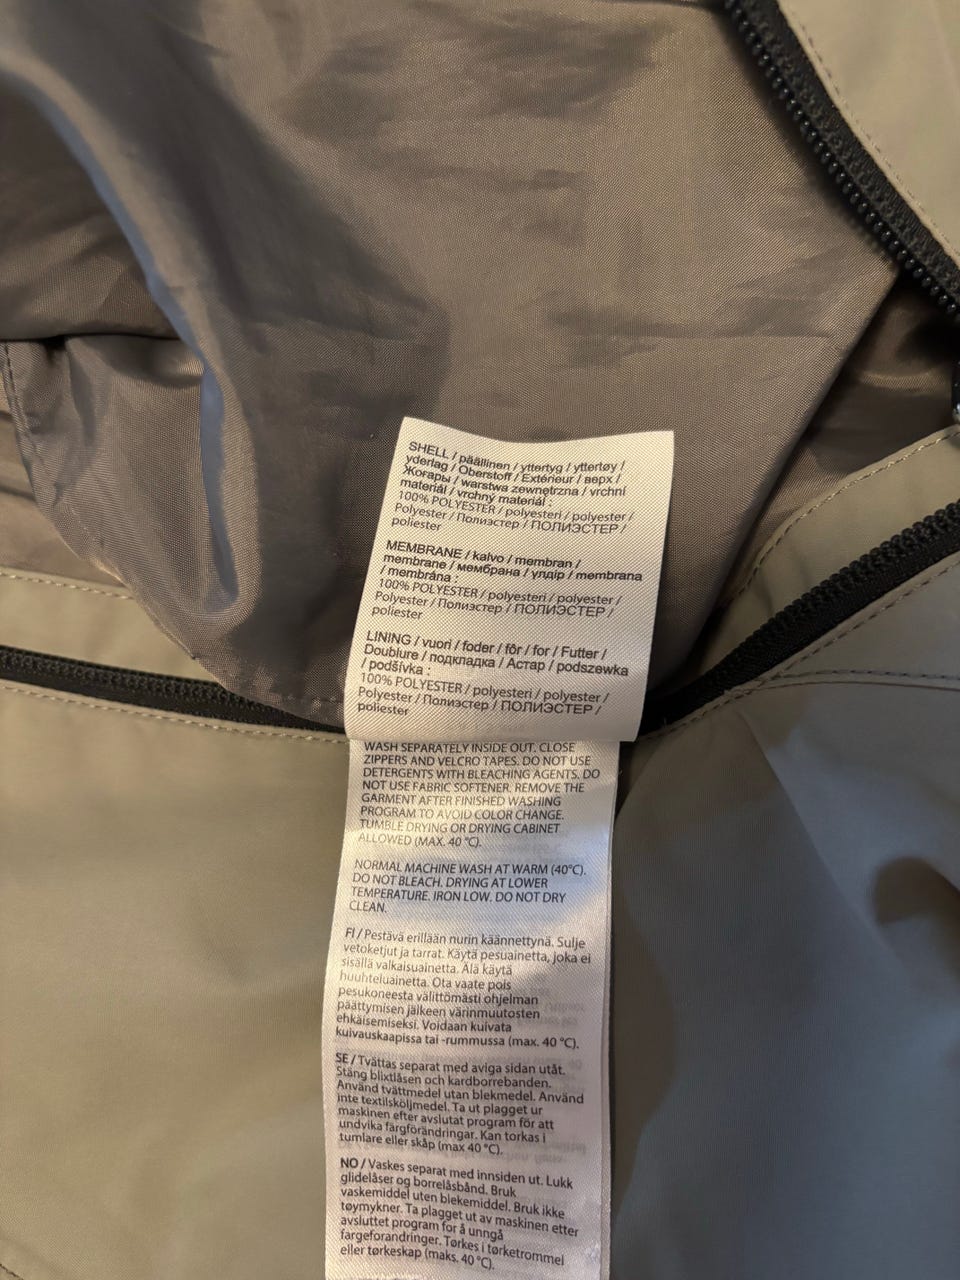 SHELL / päällinen / yttertyg / yttertøy /
yderlag / Oberstoff / Extérieur / верх /
Жоғары / warstwa zewnętrzna / vrchní
materiál / vrchný materiál :
100% POLYESTER / polyesteri / polyester /
Polyester / Полиэстер / ПОЛИЭСТЕР /
poliester
MEMBRANE / kalvo / membran /
membrane / мембрана / үлдір / membrana
/ membrána :
100% POLYESTER / polyesteri / polyester /
Polyester / Полиэстер / ПОЛИЭСТЕР /
poliester
LINING / vuori / foder / fôr / for / Futter /
Doublure / подкладка / Астар / podszewka
/ podšívka :
100% POLYESTER / polyesteri / polyester /
Polyester / Полиэстер / ПОЛИЭСТЕР /
poliester
WASH SEPARATELY INSIDE OUT. CLOSE
ZIPPERS AND VELCRO TAPES. DO NOT USE
DETERGENTS WITH BLEACHING AGENTS. DO
NOT USE FABRIC SOFTENER. REMOVE THE
GARMENT AFTER FINISHED WASHING
PROGRAM TO AVOID COLOR CHANGE.
TUMBLE DRYING OR DRYING CABINET
ALLOWED (MAX. 40 °C).
NORMAL MACHINE WASH AT WARM (40°C).
DO NOT BLEACH. DRYING AT LOWER
TEMPERATURE. IRON LOW. DO NOT DRY
CLEAN.
FI / Pestävä erillään nurin käännettynä. Sulje
vetoketjut ja tarrat. Käytä pesuainetta, joka ei
sisällä valkaisuainetta. Älä käytä
huuhteluainetta. Ota vaate pois
pesukoneesta välittömästi ohjelman
päättymisen jälkeen värinmuutosten
ehkäisemiseksi. Voidaan kuivata
kuivauskaapissa tai -rummussa (max. 40 °C).
SE / Tvättas separat med aviga sidan utåt.
Stäng blixtlåsen och kardborrebanden.
Använd tvättmedel utan blekmedel. Använd
inte textilsköljmedel. Ta ut plagget ur
maskinen efter avslutat program för att
undvika färgförändringar. Kan torkas i
tumlare eller skåp (max 40 °C).
NO / Vaskes separat med innsiden ut. Lukk
glidelåser og borrelåsbånd. Bruk
vaskemiddel uten blekemiddel. Bruk ikke
tøymykner. Ta plagget ut av maskinen etter
avsluttet program for å unngå
fargeforandringer. Tørkes i tørketrommel
eller tørkeskap (maks. 40 °C).